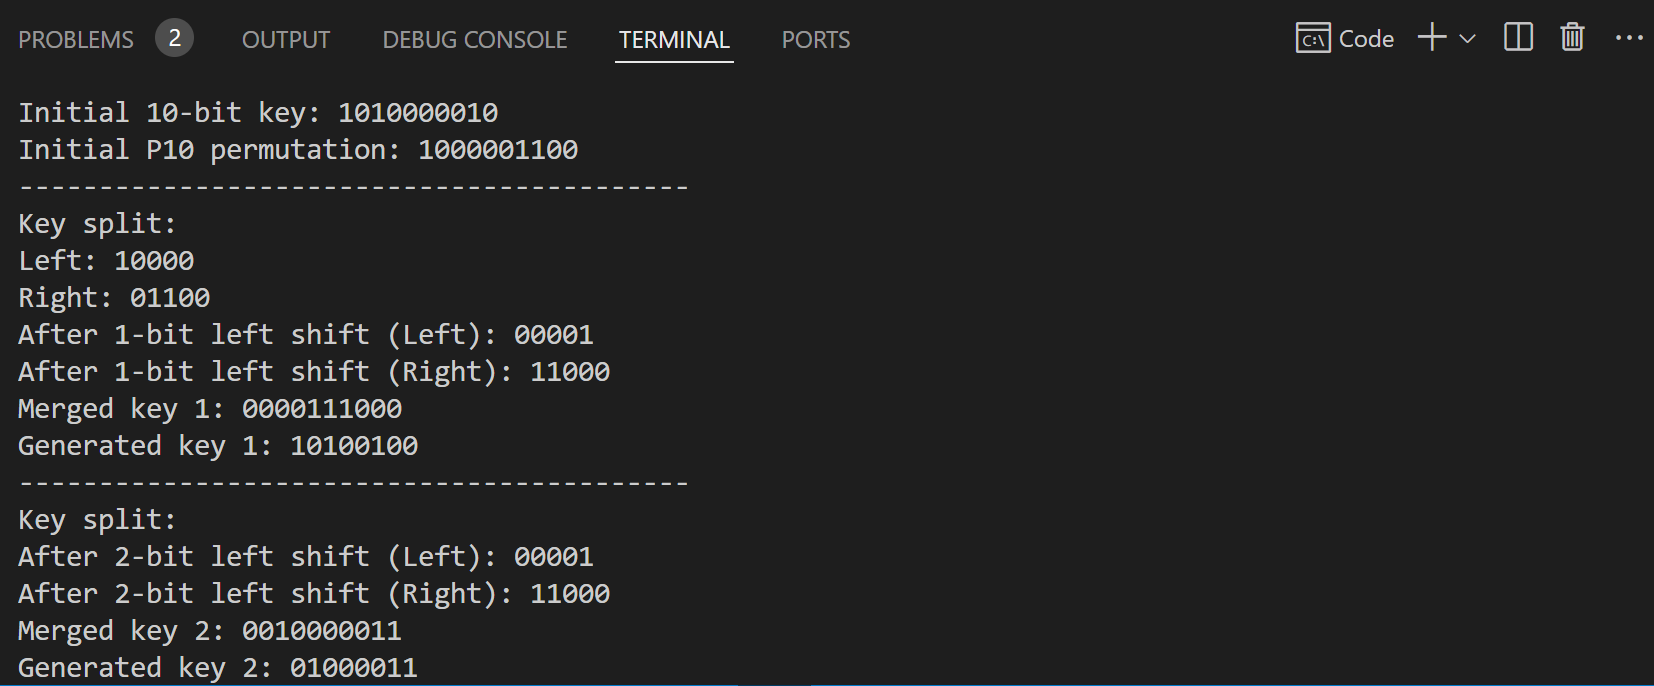 PROBLEMS 2 OUTPUT DEBUG CONSOLE TERMINAL PORTS C:\ Code
Initial 10-bit key: 1010000010
Initial P10 permutation: 1000001100
------------------------------------------
Key split:
Left: 10000
Right: 01100
After 1-bit left shift (Left): 00001
After 1-bit left shift (Right): 11000
Merged key 1: 0000111000
Generated key 1: 10100100
------------------------------------------
Key split:
After 2-bit left shift (Left): 00001
After 2-bit left shift (Right): 11000
Merged key 2: 0010000011
Generated key 2: 01000011